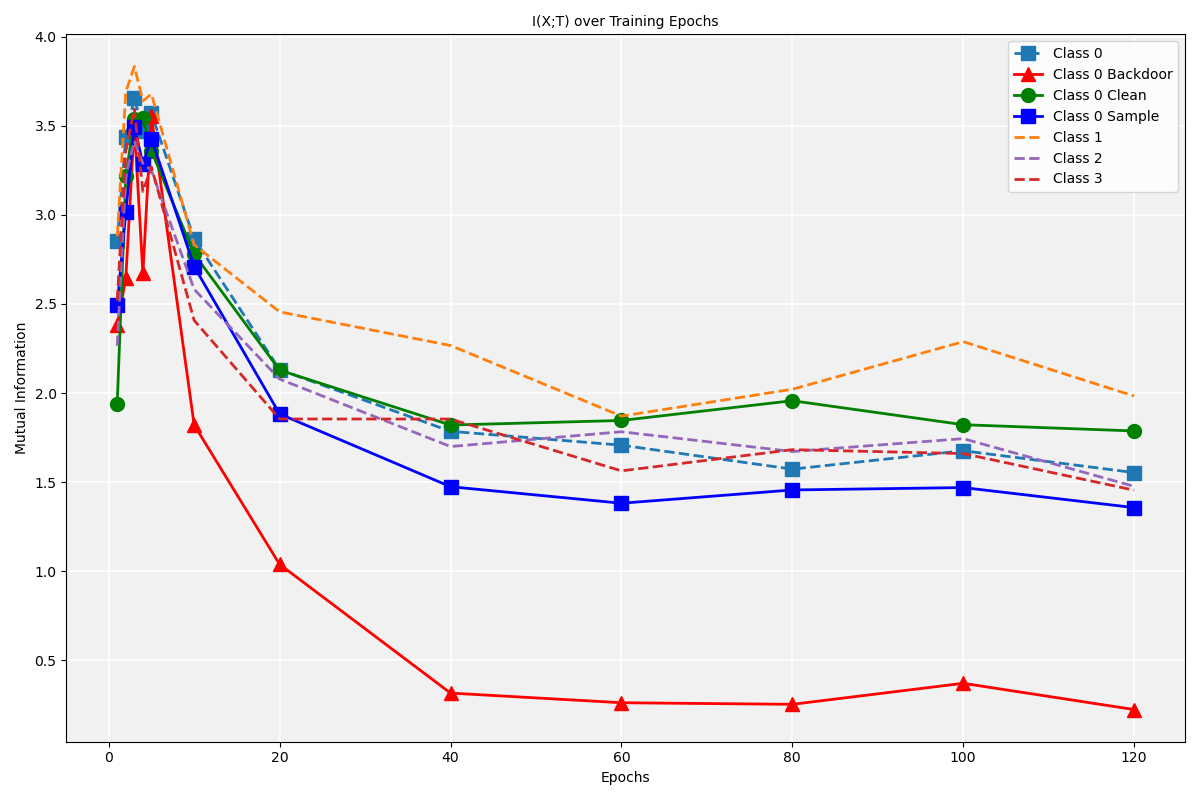 I(X;T) over Training Epochs
Mutual Information
4.0
3.5
3.0
2.5
2.0
1.5
1.0
0.5
Class 0
Class 0 Backdoor
Class 0 Clean
Class 0 Sample
Class 1
Class 2
Class 3
0 20 40 60 80 100 120
Epochs